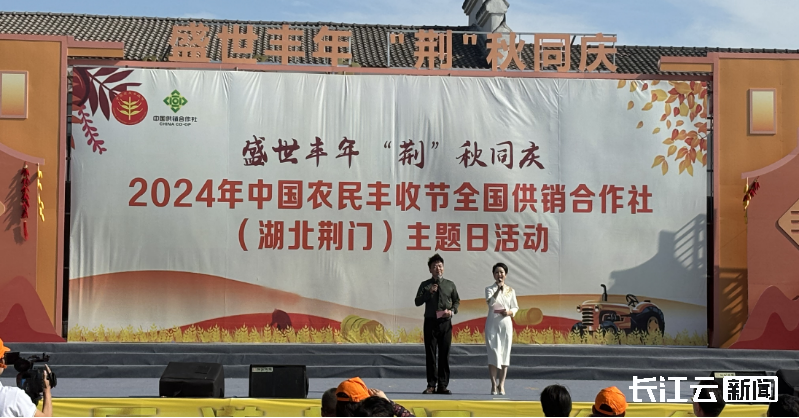 盛世丰年 "荆"秋同庆
中国供销合作社
CHINA CO-OP
盛世丰年 "荆"秋同庆
2024年中国农民丰收节全国供销合作社
（湖北荆门）主题日活动
长江云新闻